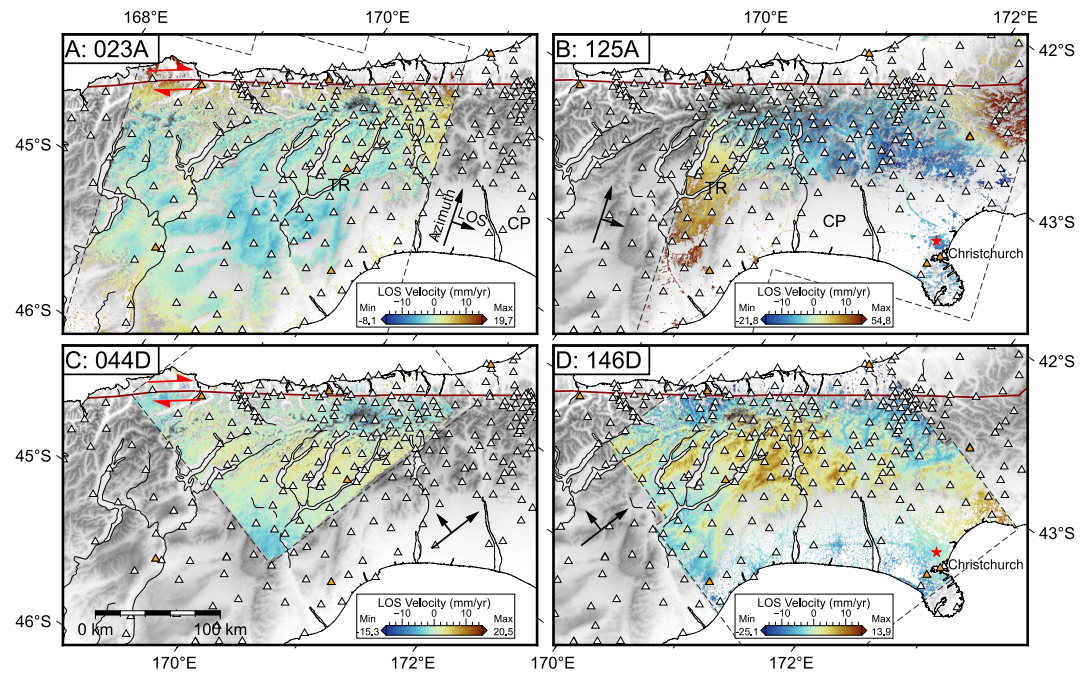 168°E
170°E
170°E
172°E
A: 023A
B: 125A
42°S
45°S
43°S
46°S
TR
Azimuth
LOS
CP
LOS Velocity (mm/yr)
Min
−10
0
10
Max
-8.1
19.7
TR
CP
Christchurch
LOS Velocity (mm/yr)
Min
−10
0
10
Max
-21.8
54.8
C: 044D
D: 146D
42°S
45°S
43°S
46°S
0 km
100 km
LOS Velocity (mm/yr)
Min
−10
0
10
Max
-15.3
20.5
Christchurch
LOS Velocity (mm/yr)
Min
−10
0
10
Max
-25.1
13.9
170°E
172°E
170°E
172°E